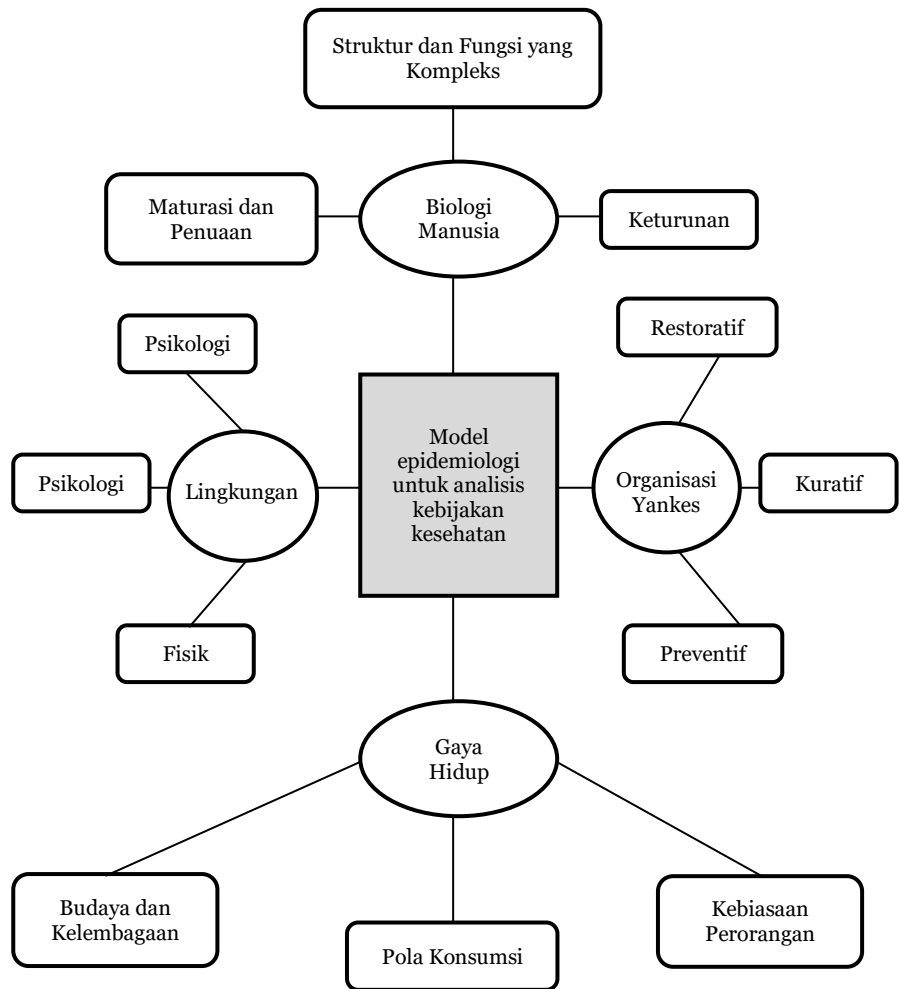 Struktur dan Fungsi yang
Kompleks
Maturasi dan
Penuaan
Biologi
Manusia
Keturunan
Psikologi
Restoratif
Psikologi
Lingkungan
Model
epidemiologi
untuk analisis
kebijakan
kesehatan
Organisasi
Yankes
Kuratif
Fisik
Preventif
Gaya
Hidup
Budaya dan
Kelembagaan
Pola Konsumsi
Kebiasaan
Perorangan